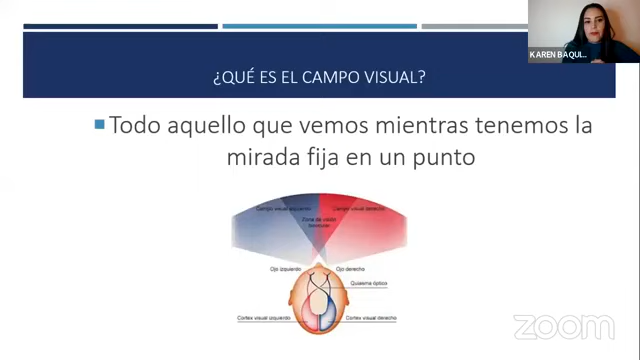 KAREN BAQU...
¿QUÉ ES EL CAMPO VISUAL?
Todo aquello que vemos mientras tenemos la
mirada fija en un punto
Campo visual izquierdo
Campo visual derecho
Zona de visión
binocular
Ojo izquierdo
Ojo derecho
Quiasma óptico
Cortex visual izquierdo
Cortex visual derecho
zoom